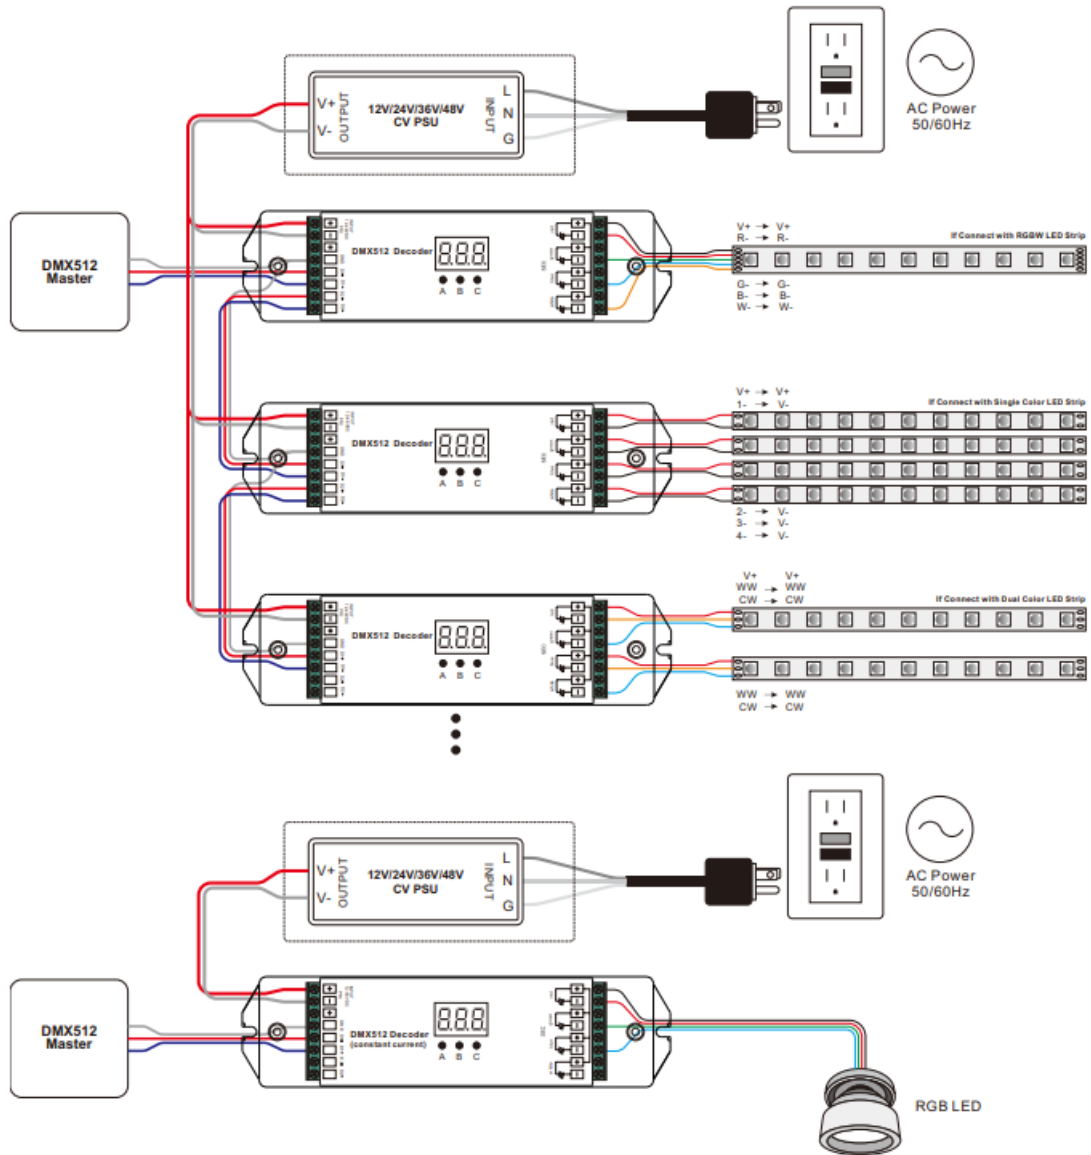 AC Power
50/60Hz
V+
V-
OUTPUT
12V/24V/36V/48V
CV PSU
INPUT
L
N
G
DMX512
Master
DMX512 Decoder
A B C
V+ → V+
R- → R-
If Connect with RGBW LED Strip
G- → G-
B- → B-
W- → W-
DMX512 Decoder
A B C
V+ → V+
1- → V-
If Connect with Single Color LED Strip
2- → V-
3- → V-
4- → V-
DMX512 Decoder
A B C
V+ V+
WW → WW
CW → CW
If Connect with Dual Color LED Strip
WW → WW
CW → CW
AC Power
50/60Hz
V+
V-
OUTPUT
12V/24V/36V/48V
CV PSU
INPUT
L
N
G
DMX512
Master
DMX512 Decoder
(constant current)
A B C
RGB LED